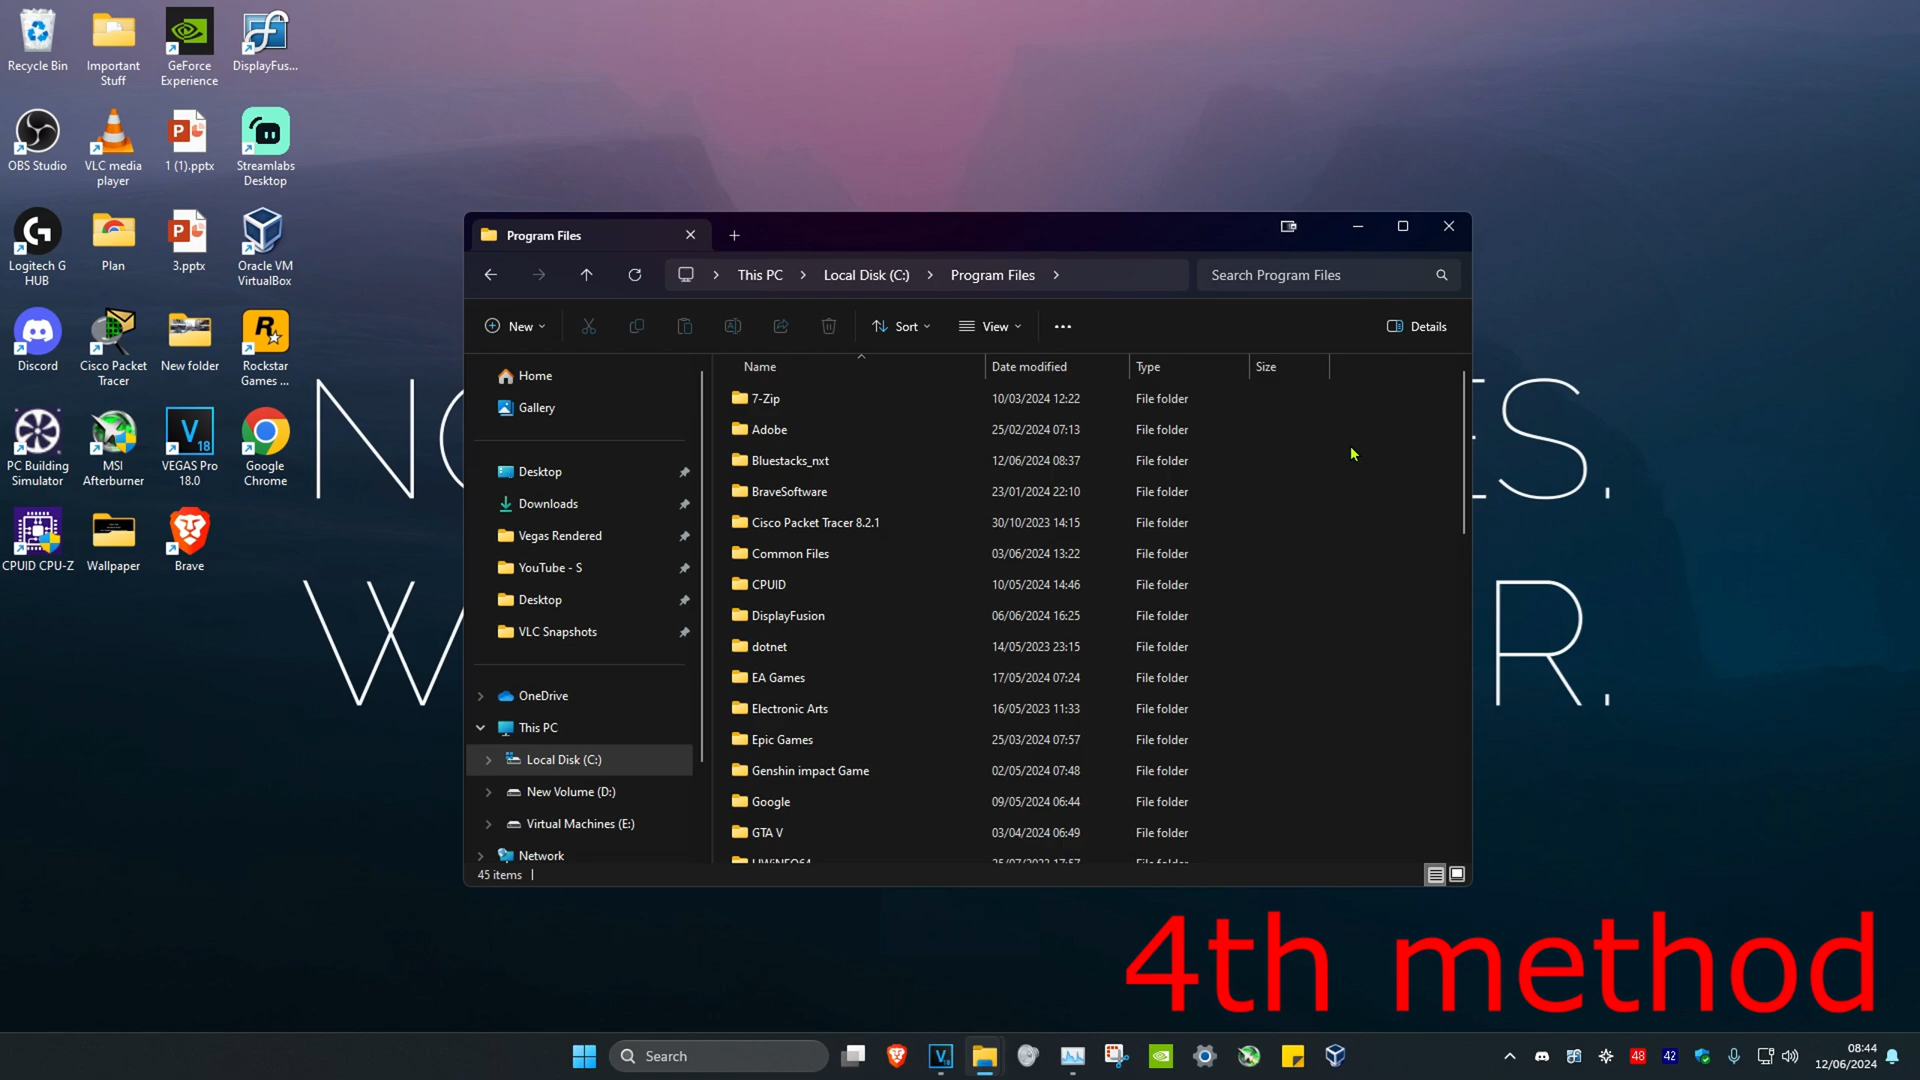 Recycle Bin
Important
Stuff
GeForce
Experience
DisplayFus...
OBS Studio
VLC media
player
1 (1).pptx
Streamlabs
Desktop
Logitech G
HUB
Plan
3.pptx
Oracle VM
VirtualBox
Discord
Cisco Packet
Tracer
New folder
Rockstar
Games ...
PC Building
Simulator
MSI
Afterburner
VEGAS Pro
18.0
Google
Chrome
CPUID CPU-Z
Wallpaper
Brave
Program Files
This PC
Local Disk (C:)
Program Files
Search Program Files
New
Sort
View
Details
Home
Gallery
Desktop
Downloads
Vegas Rendered
YouTube - S
Desktop
VLC Snapshots
OneDrive
This PC
Local Disk (C:)
New Volume (D:)
Virtual Machines (E:)
Network
Name Date modified Type Size
7-Zip 10/03/2024 12:22 File folder
Adobe 25/02/2024 07:13 File folder
Bluestacks_nxt 12/06/2024 08:37 File folder
BraveSoftware 23/01/2024 22:10 File folder
Cisco Packet Tracer 8.2.1 30/10/2023 14:15 File folder
Common Files 03/06/2024 13:22 File folder
CPUID 10/05/2024 14:46 File folder
DisplayFusion 06/06/2024 16:25 File folder
dotnet 14/05/2023 23:15 File folder
EA Games 17/05/2024 07:24 File folder
Electronic Arts 16/05/2023 11:33 File folder
Epic Games 25/03/2024 07:57 File folder
Genshin impact Game 02/05/2024 07:48 File folder
Google 09/05/2024 06:44 File folder
GTA V 03/04/2024 06:49 File folder
45 items
4th method
Search
48
42
08:44
12/06/2024